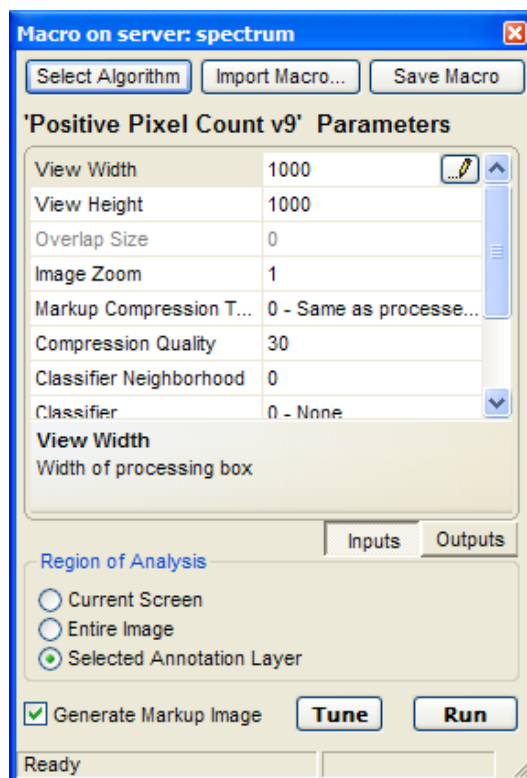 Macro on server: spectrum
Select Algorithm Import Macro... Save Macro
'Positive Pixel Count v9' Parameters
View Width 1000
View Height 1000
Overlap Size 0
Image Zoom 1
Markup Compression T... 0 - Same as processe...
Compression Quality 30
Classifier Neighborhood 0
Classifier 0 - None
View Width
Width of processing box
Inputs Outputs
Region of Analysis
Current Screen
Entire Image
Selected Annotation Layer
Generate Markup Image Tune Run
Ready